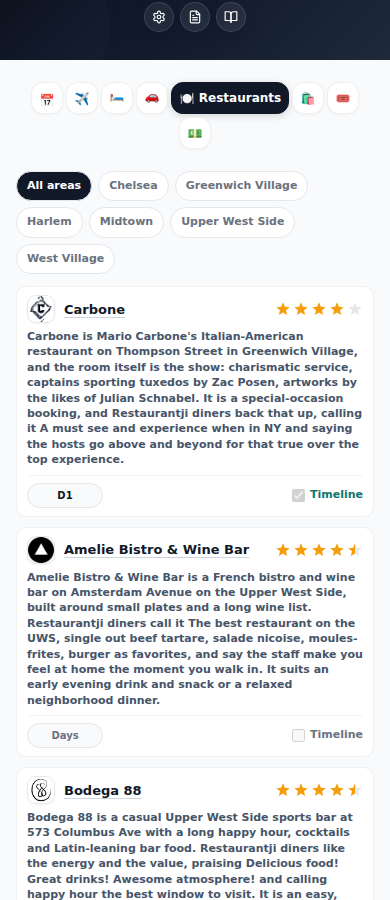 Restaurants
All areas
Chelsea
Greenwich Village
Harlem
Midtown
Upper West Side
West Village
Carbone
Carbone is Mario Carbone's Italian-American
restaurant on Thompson Street in Greenwich Village,
and the room itself is the show: charismatic service,
captains sporting tuxedos by Zac Posen, artworks by
the likes of Julian Schnabel. It is a special-occasion
booking, and Restaurantji diners back that up, calling
it A must see and experience when in NY and saying
the hosts go above and beyond for that true over the
top experience.
D1
Timeline
Amelie Bistro & Wine Bar
Amelie Bistro & Wine Bar is a French bistro and wine
bar on Amsterdam Avenue on the Upper West Side,
built around small plates and a long wine list.
Restaurantji diners call it The best restaurant on the
UWS, single out beef tartare, salade nicoise, moules-
frites, burger as favorites, and say the staff make you
feel at home the moment you walk in. It suits an
early evening drink and snack or a relaxed
neighborhood dinner.
Days
Timeline
Bodega 88
Bodega 88 is a casual Upper West Side sports bar at
573 Columbus Ave with a long happy hour, cocktails
and Latin-leaning bar food. Restaurantji diners like
the energy and the value, praising Delicious food!
Great drinks! Awesome atmosphere! and calling
happy hour the best window to visit. It is an easy,